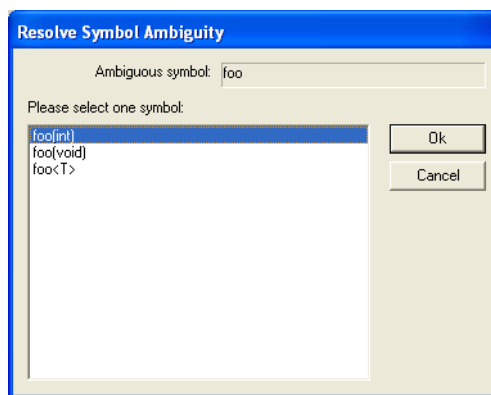 Resolve Symbol Ambiguity
Ambiguous symbol: foo
Please select one symbol:
foo(int)
foo(void)
foo<T>
Ok
Cancel